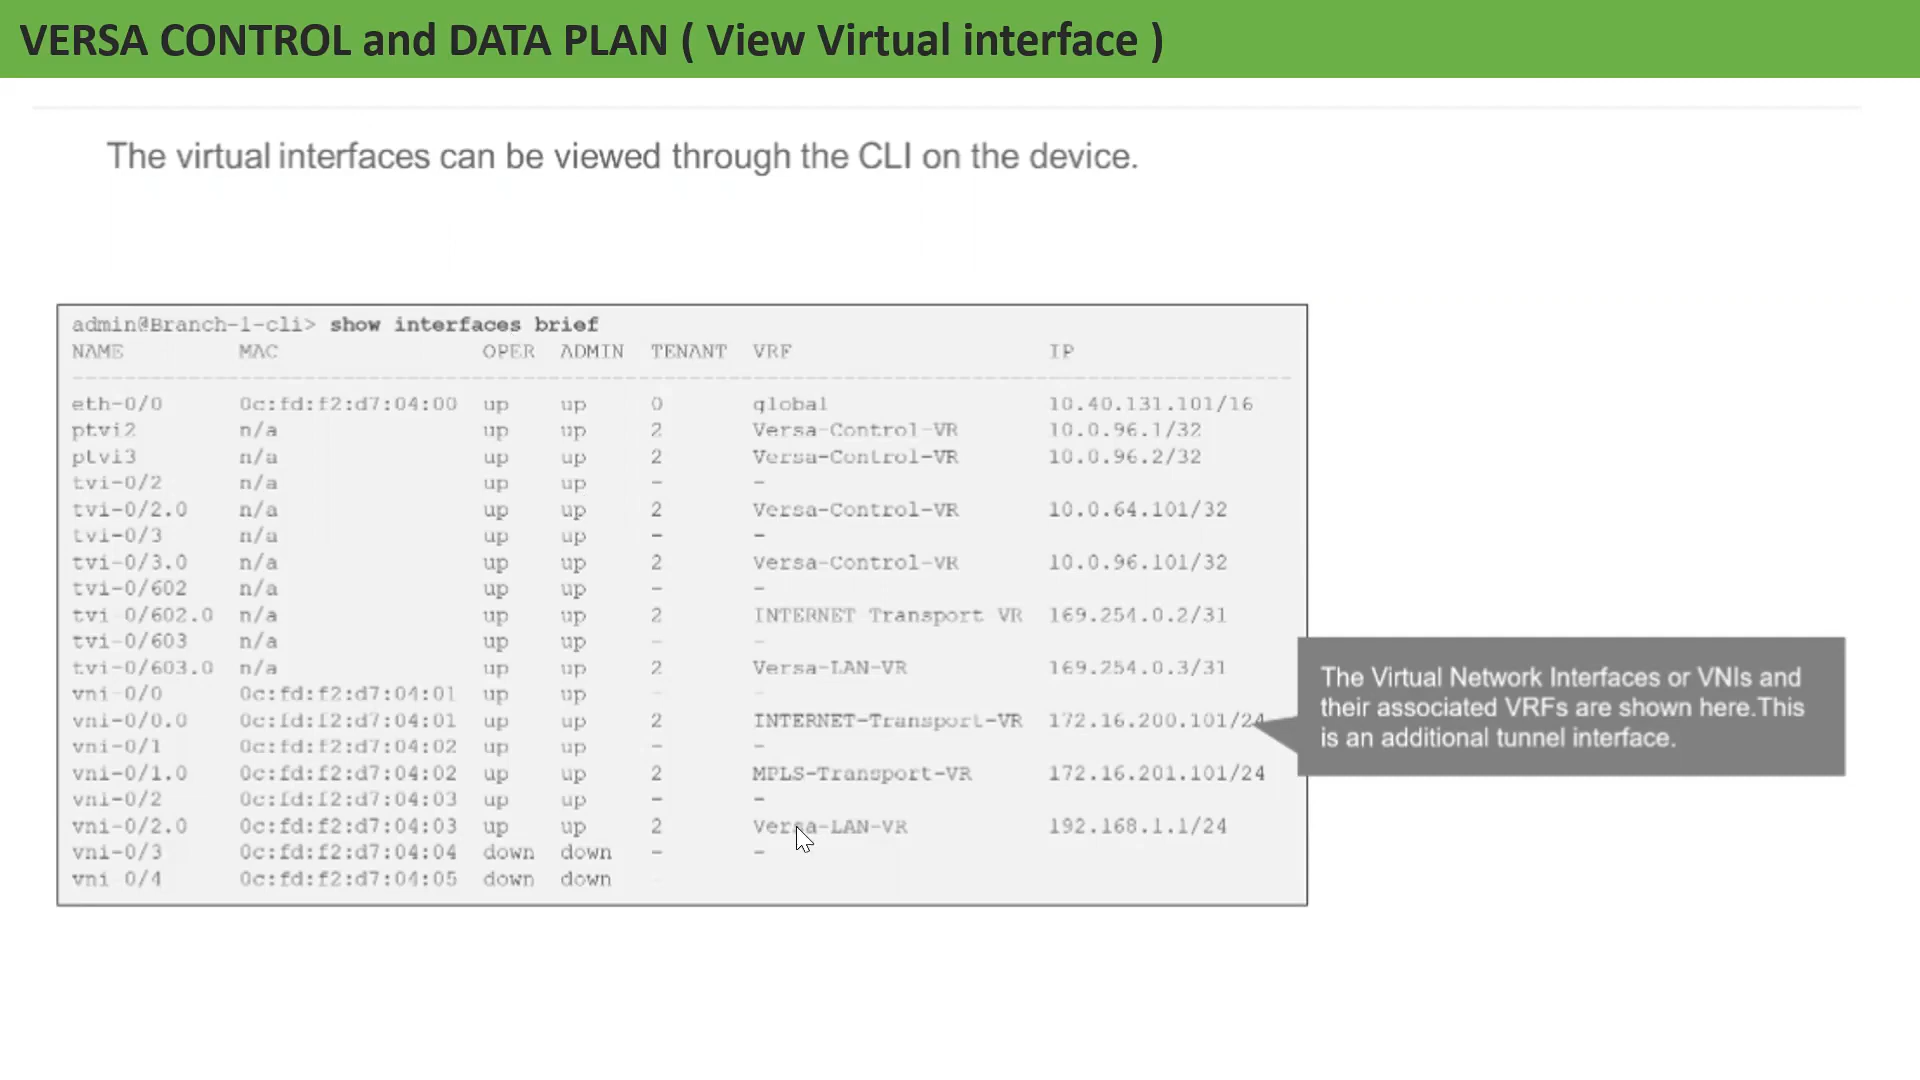 VERSA CONTROL and DATA PLAN ( View Virtual interface )
The virtual interfaces can be viewed through the CLI on the device.
admin@Branch-1-cli> show interfaces brief
NAME MAC OPER ADMIN TENANT VRF IP
--------------------------------------------------------------------------------
eth-0/0 0c:fd:f2:d7:04:00 up up 0 global 10.40.131.101/16
ptvi2 n/a up up 2 Versa-Control-VR 10.0.96.1/32
ptvi3 n/a up up 2 Versa-Control-VR 10.0.96.2/32
tvi-0/2 n/a up up - -
tvi-0/2.0 n/a up up 2 Versa-Control-VR 10.0.64.101/32
tvi-0/3 n/a up up - -
tvi-0/3.0 n/a up up 2 Versa-Control-VR 10.0.96.101/32
tvi-0/602 n/a up up - -
tvi-0/602.0 n/a up up 2 INTERNET Transport VR 169.254.0.2/31
tvi-0/603 n/a up up - -
tvi-0/603.0 n/a up up 2 Versa-LAN-VR 169.254.0.3/31
vni-0/0 0c:fd:f2:d7:04:01 up up - -
vni-0/0.0 0c:fd:f2:d7:04:01 up up 2 INTERNET-Transport-VR 172.16.200.101/24
vni-0/1 0c:fd:f2:d7:04:02 up up - -
vni-0/1.0 0c:fd:f2:d7:04:02 up up 2 MPLS-Transport-VR 172.16.201.101/24
vni-0/2 0c:fd:f2:d7:04:03 up up - -
vni-0/2.0 0c:fd:f2:d7:04:03 up up 2 Versa-LAN-VR 192.168.1.1/24
vni-0/3 0c:fd:f2:d7:04:04 down down - -
vni 0/4 0c:fd:f2:d7:04:05 down down
The Virtual Network Interfaces or VNIs and
their associated VRFs are shown here.This
is an additional tunnel interface.